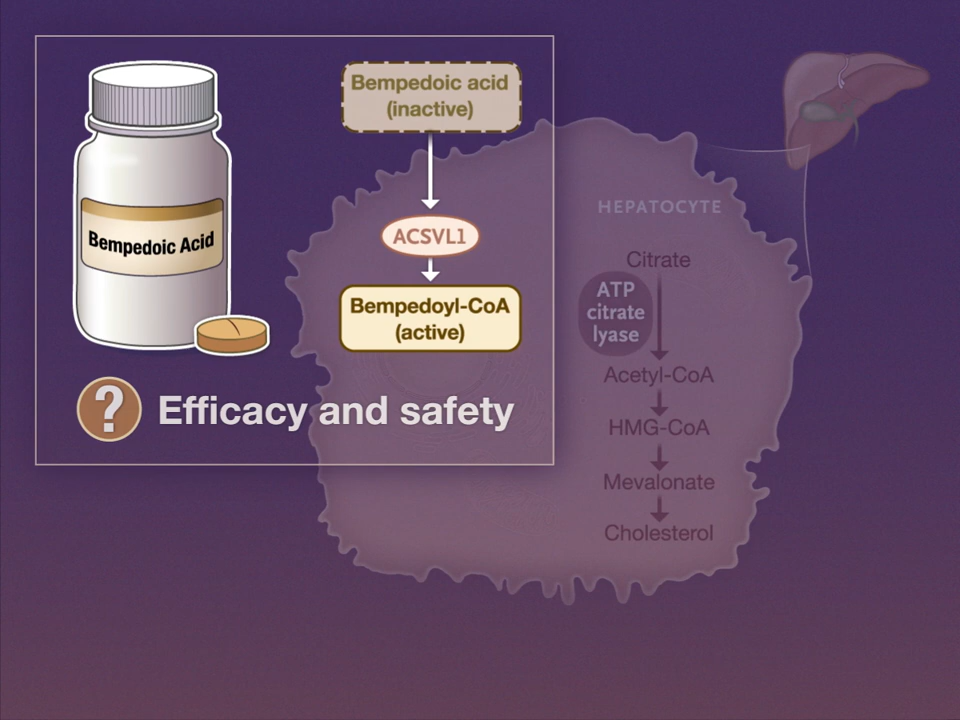 Bempedoic acid
(inactive)
ACSVL1
Bempedoyl-CoA
(active)
Bempedoic Acid
? Efficacy and safety
HEPATOCYTE
Citrate
ATP
citrate
lyase
Acetyl-CoA
HMG-CoA
Mevalonate
Cholesterol